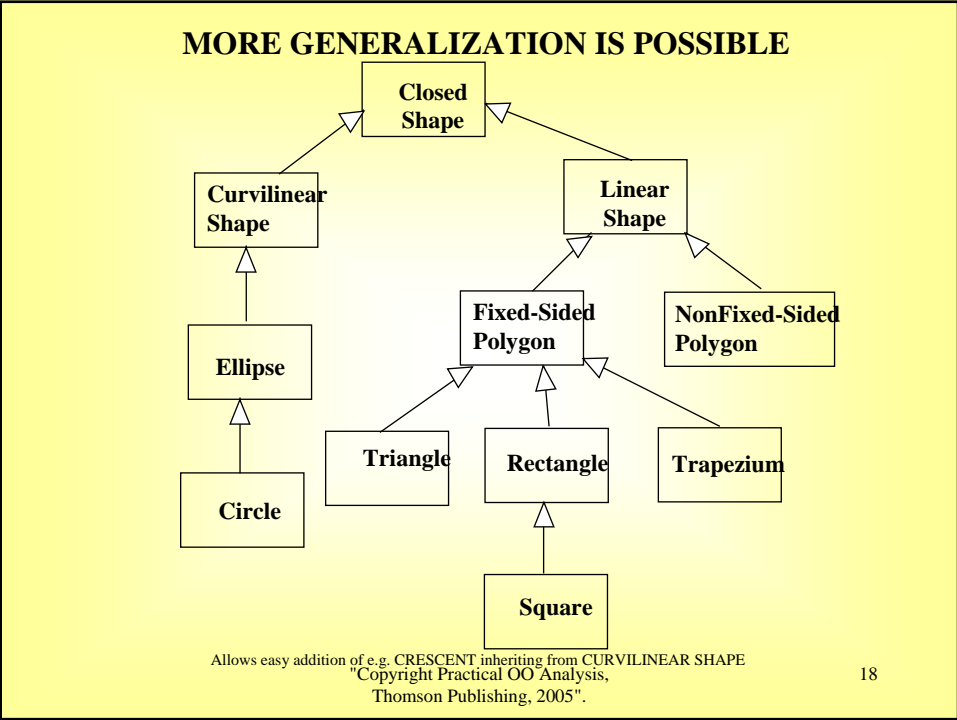 MORE GENERALIZATION IS POSSIBLE
Closed
Shape
Curvilinear
Shape
Linear
Shape
Fixed-Sided
Polygon
NonFixed-Sided
Polygon
Ellipse
Triangle
Rectangle
Trapezium
Circle
Square
Allows easy addition of e.g. CRESCENT inheriting from CURVILINEAR SHAPE
"Copyright Practical OO Analysis,
Thomson Publishing, 2005".
18